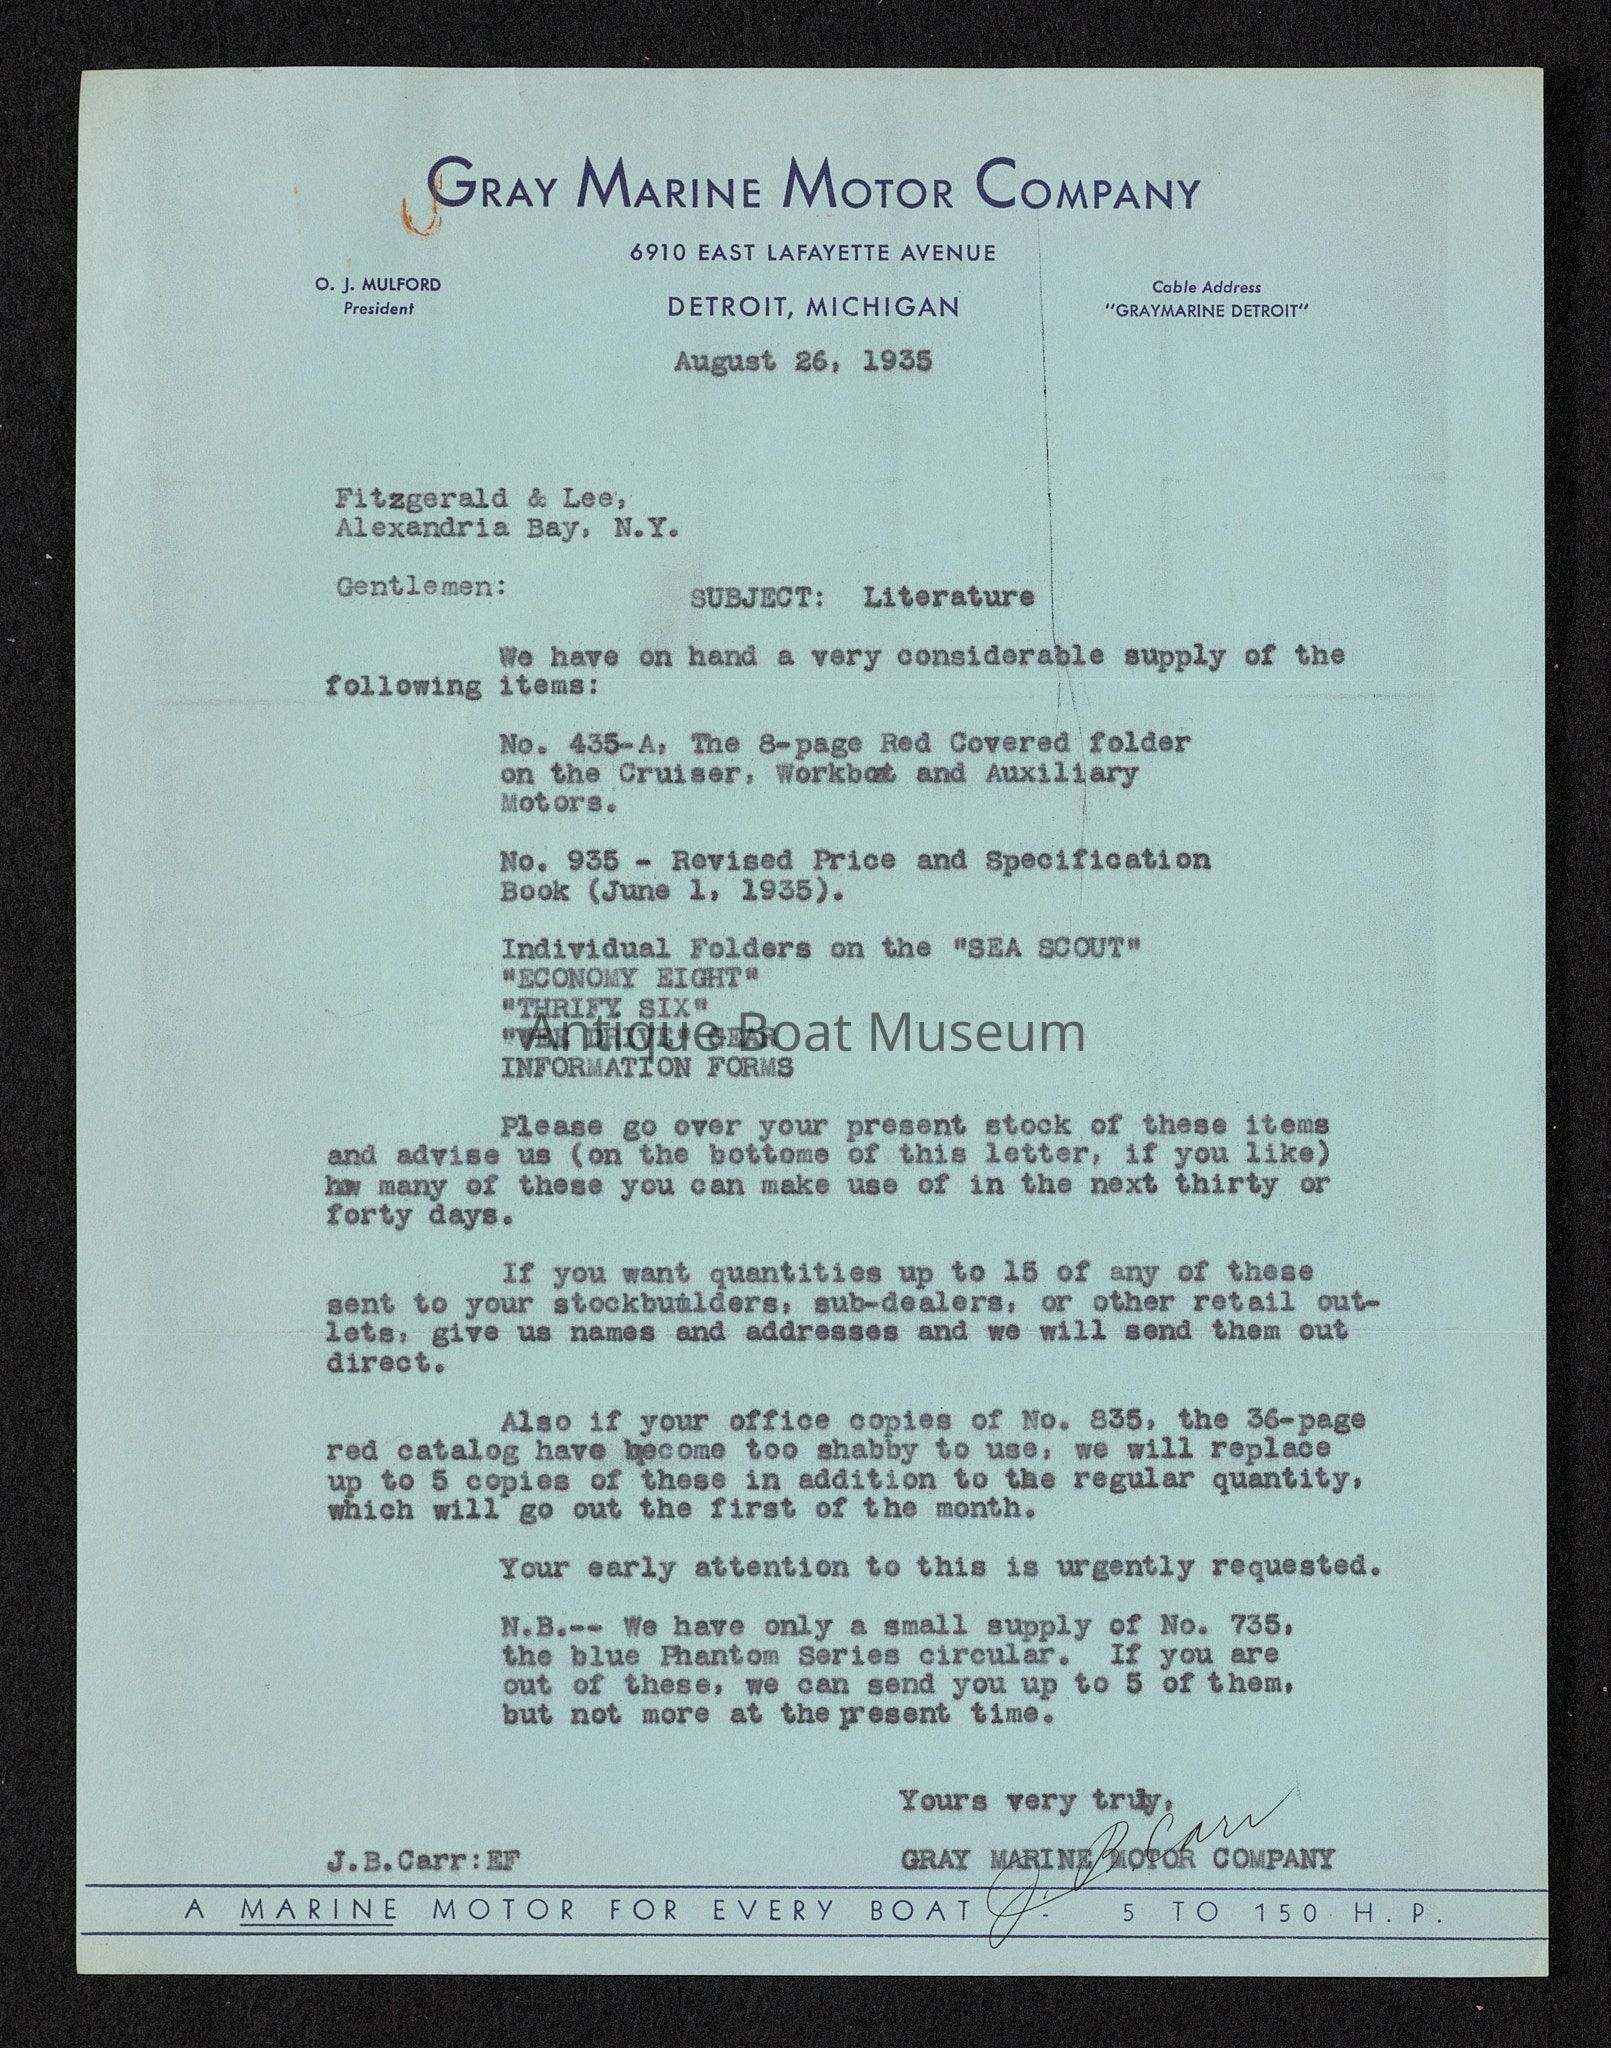 GRAY MARINE MOTOR COMPANY
6910 EAST LAFAYETTE AVENUE
O. J. MULFORD
President
DETROIT, MICHIGAN
Cable Address
"GRAYMARINE DETROIT"
August 26, 1935
Fitzgerald & Lee,
Alexandria Bay, N.Y.
Gentlemen:
SUBJECT: Literature
We have on hand a very considerable supply of the
following items:
No. 435-A, The 8-page Red Covered folder
on the Cruiser, Workboat and Auxiliary
Motors.
No. 935 - Revised Price and Specification
Book (June 1, 1935).
Individual Folders on the "SEA SCOUT"
"ECONOMY EIGHT"
"THRIFY SIX"
"VEE DRIVE" GEAR
Antique Boat Museum
INFORMATION FORMS
Please go over your present stock of these items
and advise us (on the bottome of this letter, if you like)
how many of these you can make use of in the next thirty or
forty days.
If you want quantities up to 15 of any of these
sent to your stockbuilders, sub-dealers, or other retail out-
lets, give us names and addresses and we will send them out
direct.
Also if your office copies of No. 835, the 36-page
red catalog have become too shabby to use, we will replace
up to 5 copies of these in addition to the regular quantity,
which will go out the first of the month.
Your early attention to this is urgently requested.
N.B.-- We have only a small supply of No. 735,
the blue Phantom Series circular. If you are
out of these, we can send you up to 5 of them,
but not more at the present time.
Yours very truly,
J. B. Carr
J.B.Carr:EF
GRAY MARINE MOTOR COMPANY
A MARINE MOTOR FOR EVERY BOAT - 5 TO 150 H. P.